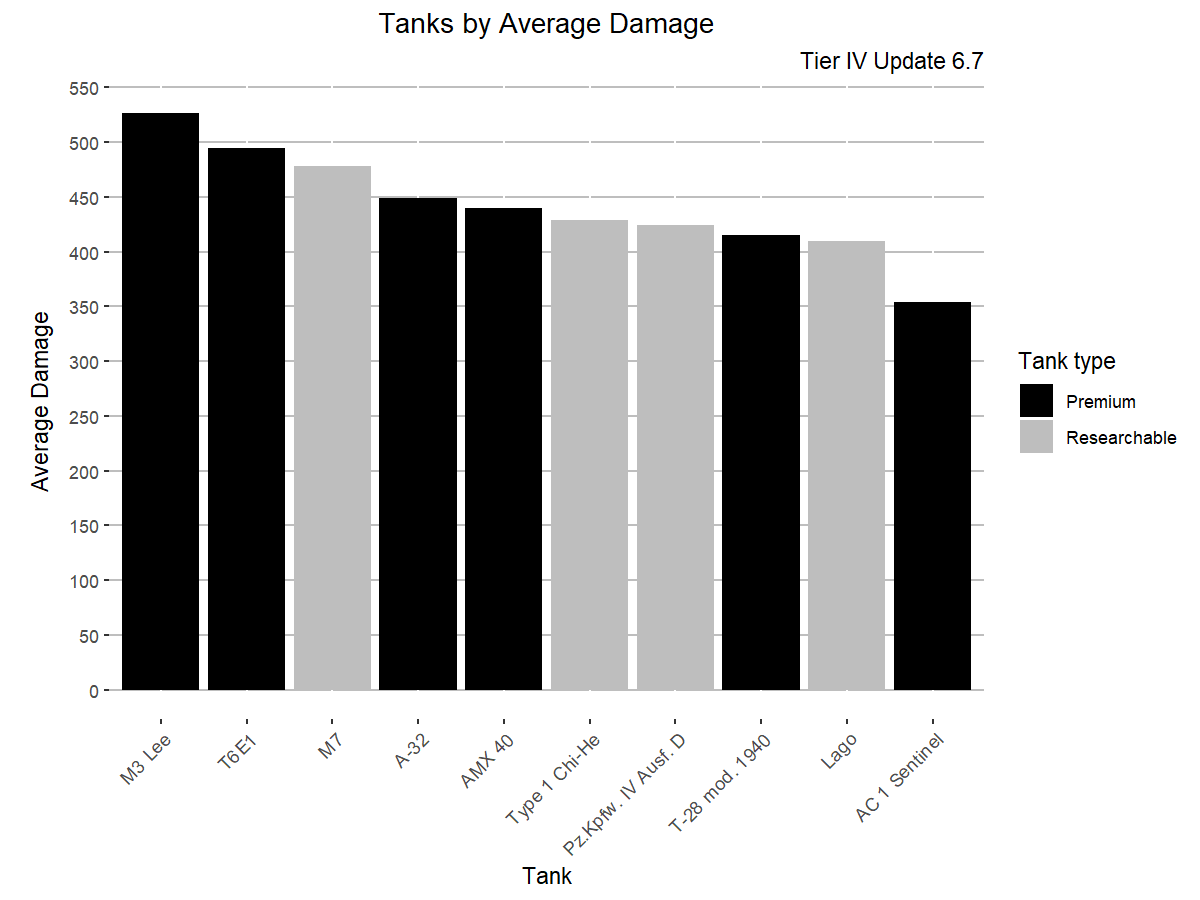 Tanks by Average Damage
Tier IV Update 6.7
550
500
450
400
350
300
250
200
150
100
50
0
Average Damage
M3 Lee
T6E1
M7
A-32
AMX 40
Type 1 Chi-He
Pz.Kpfw. IV Ausf. D
T-28 mod. 1940
Lago
AC 1 Sentinel
Tank
Tank type
Premium
Researchable